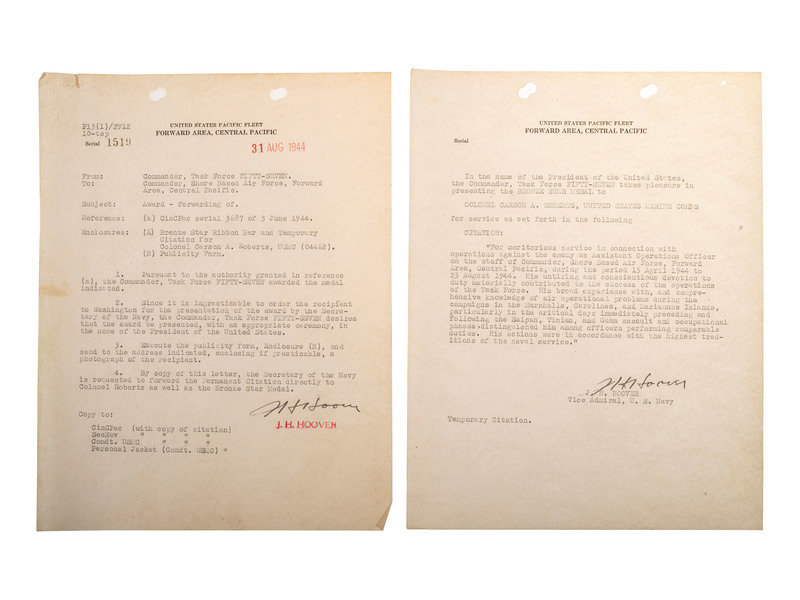 UNITED STATES PACIFIC FLEET
FORWARD AREA, CENTRAL PACIFIC
P15(1)/FF12
10-tep
Serial 1519
31 AUG 1944
From: Commander, Task Force FIFTY-SEVEN.
To: Commander, Shore Based Air Force, Forward
Area, Central Pacific.
Subject: Award - forwarding of.
Reference: (a) CinCPac serial 3687 of 3 June 1944.
Enclosures: (A) Bronze Star Ribbon Bar and Temporary
Citation for
Colonel Carson A. Roberts, USMC (04462).
(B) Publicity Form.
1. Pursuant to the authority granted in reference
(a), the Commander, Task Force FIFTY-SEVEN awarded the medal
indicated.
2. Since it is impracticable to order the recipient
to Washington for the presentation of the award by the Secre-
tary of the Navy, the Commander, Task Force FIFTY-SEVEN desires
that the award be presented, with an appropriate ceremony, in
the name of the President of the United States.
3. Execute the publicity form, Enclosure (B), and
send to the address indicated, enclosing if practicable, a
photograph of the recipient.
4. By copy of this letter, the Secretary of the Navy
is requested to forward the Permanent Citation directly to
Colonel Roberts as well as the Bronze Star Medal.
J H Hoover
J. H. HOOVER
Copy to:
CinCPac (with copy of citation)
SecNav " " " "
Comdt. USMC " " "
Personal Jacket (Comdt. USMC) "
UNITED STATES PACIFIC FLEET
FORWARD AREA, CENTRAL PACIFIC
Serial
In the name of the President of the United States,
the Commander, Task Force FIFTY-SEVEN takes pleasure in
presenting the BRONZE STAR MEDAL to
COLONEL CARSON A. ROBERTS, UNITED STATES MARINE CORPS
for service as set forth in the following
CITATION:
"For meritorious service in connection with
operations against the enemy as Assistant Operations Officer
on the staff of Commander, Shore Based Air Force, Forward
Area, Central Pacific, during the period 15 April 1944 to
23 August 1944. His untiring and conscientious devotion to
duty materially contributed to the success of the operations
of the Task Force. His broad experience with, and compre-
hensive knowledge of air operational problems during the
campaigns in the Marshalls, Carolines, and Marianas Islands,
particularly in the critical days immediately preceding and
following the Saipan, Tinian, and Guam assault and occupational
phases distinguished him among officers performing comparable
duties. His actions were in accordance with the highest trad-
itions of the naval service."
J H Hoover
J. H. HOOVER
Vice Admiral, U. S. Navy
Temporary Citation.